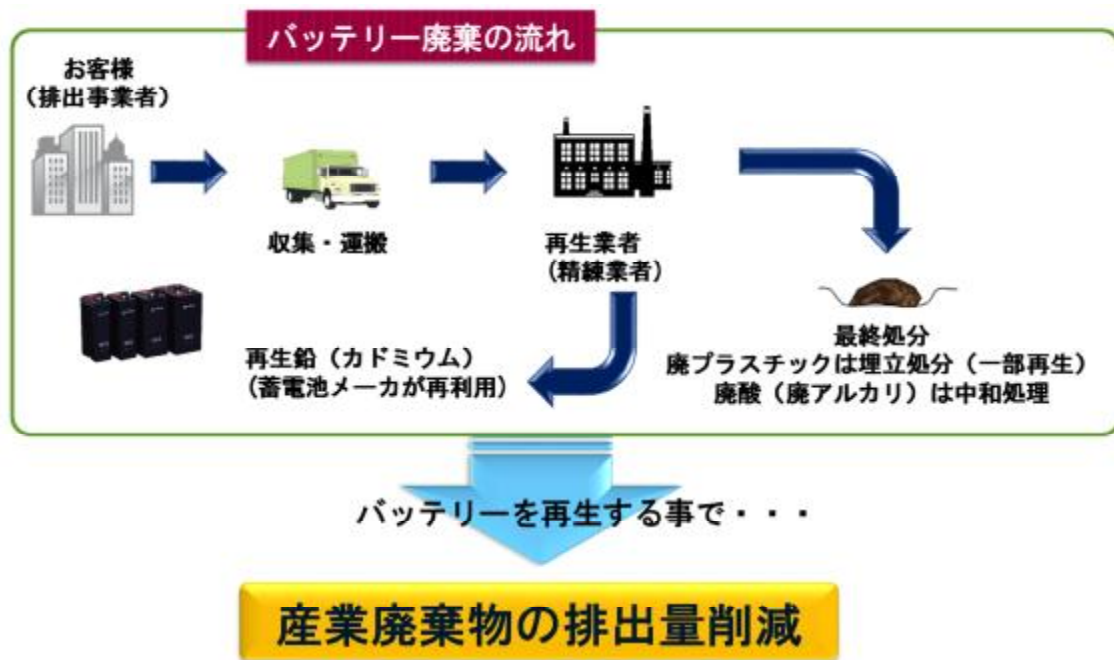 バッテリー廃棄の流れ
お客様
(排出事業者)
収集・運搬
再生業者
(精練業者)
再生鉛(カドミウム)
(蓄電池メーカが再利用)
最終処分
廃プラスチックは埋立処分(一部再生)
廃酸(廃アルカリ)は中和処理
バッテリーを再生する事で・・・
産業廃棄物の排出量削減